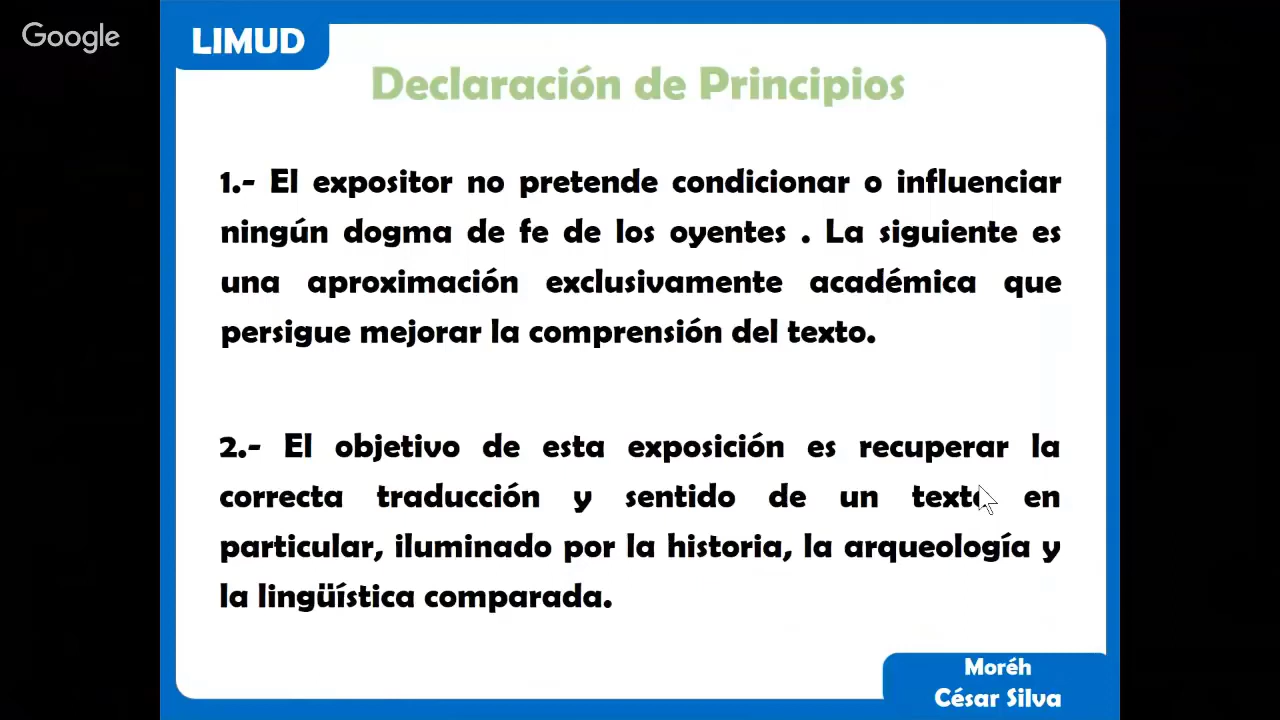 Google
LIMUD
Declaración de Principios
1.- El expositor no pretende condicionar o influenciar
ningún dogma de fe de los oyentes . La siguiente es
una aproximación exclusivamente académica que
persigue mejorar la comprensión del texto.
2.- El objetivo de esta exposición es recuperar la
correcta traducción y sentido de un texto en
particular, iluminado por la historia, la arqueología y
la lingüística comparada.
Moréh
César Silva